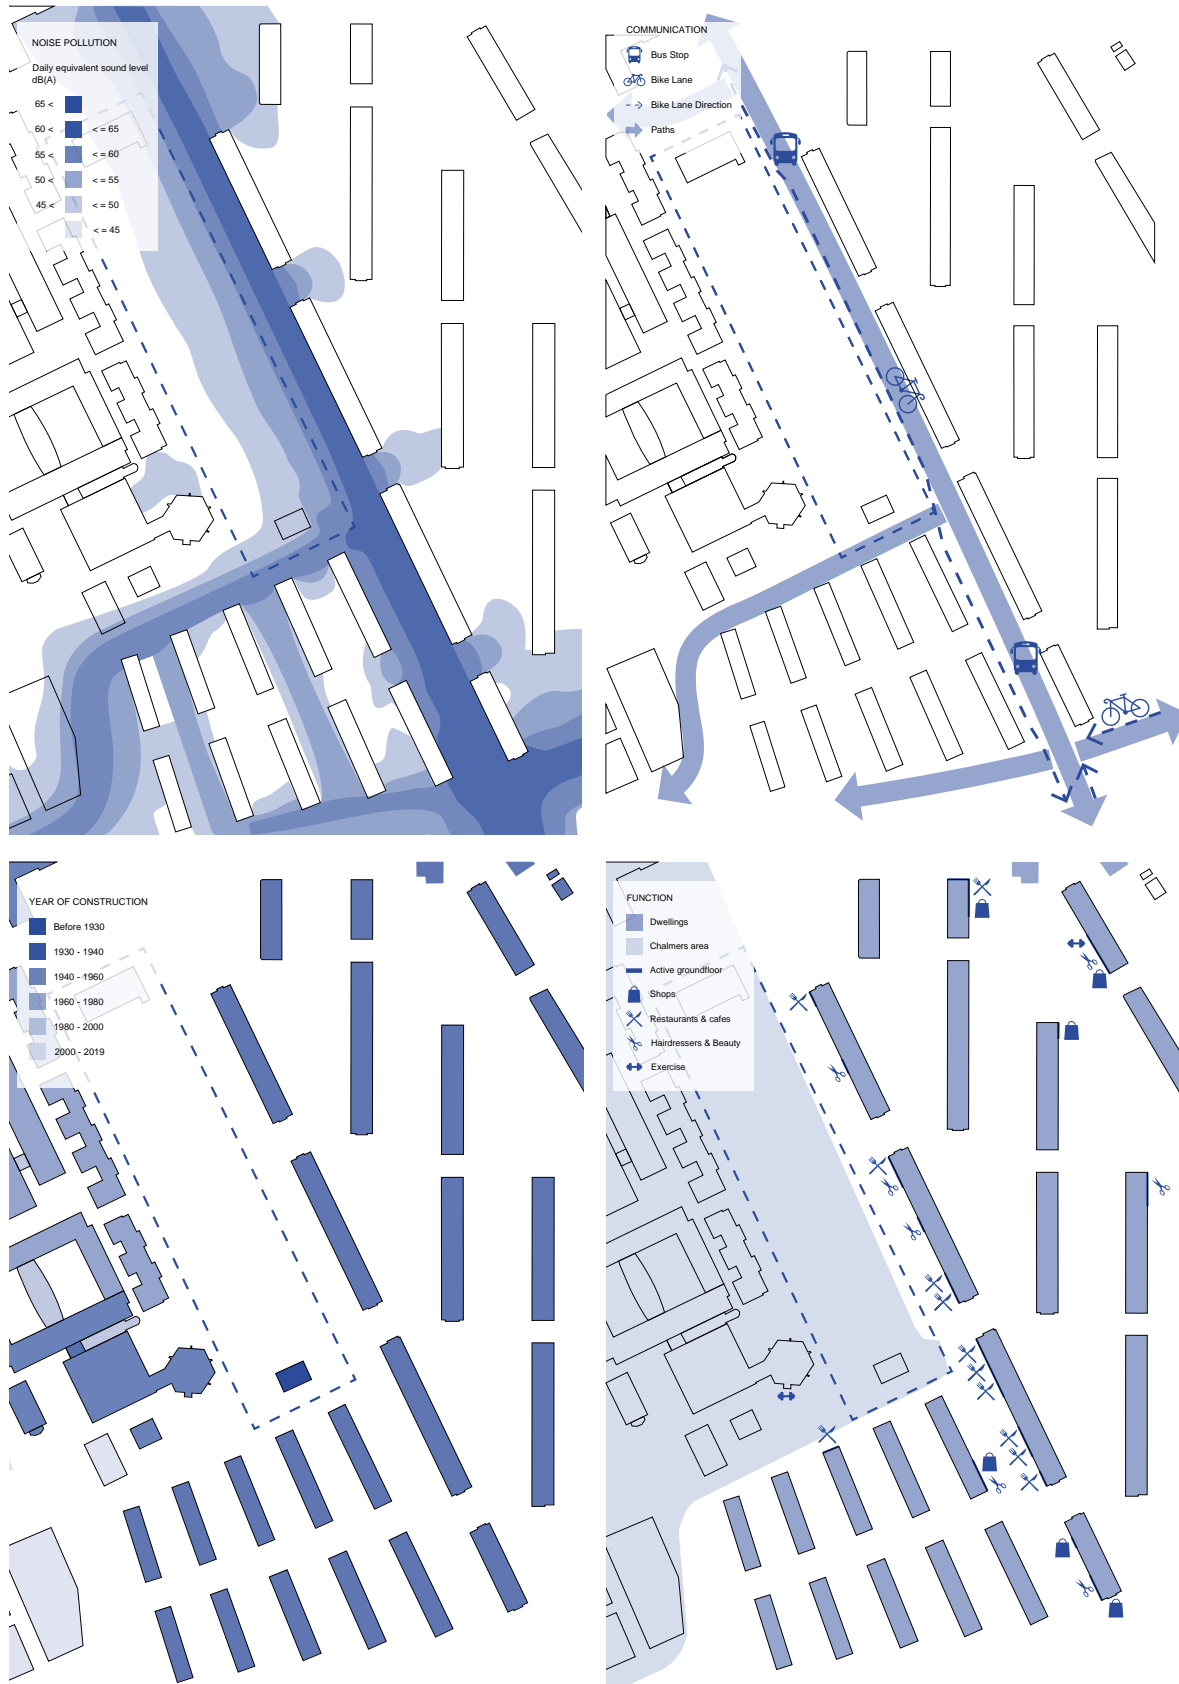 NOISE POLLUTION
Daily equivalent sound level
dB(A)
65 <
60 < < = 65
55 < < = 60
50 < < = 55
45 < < = 50
< = 45
COMMUNICATION
Bus Stop
Bike Lane
Bike Lane Direction
Paths
YEAR OF CONSTRUCTION
Before 1930
1930 - 1940
1940 - 1960
1960 - 1980
1980 - 2000
2000 - 2019
FUNCTION
Dwellings
Chalmers area
Active groundfloor
Shops
Restaurants & cafes
Hairdressers & Beauty
Exercise